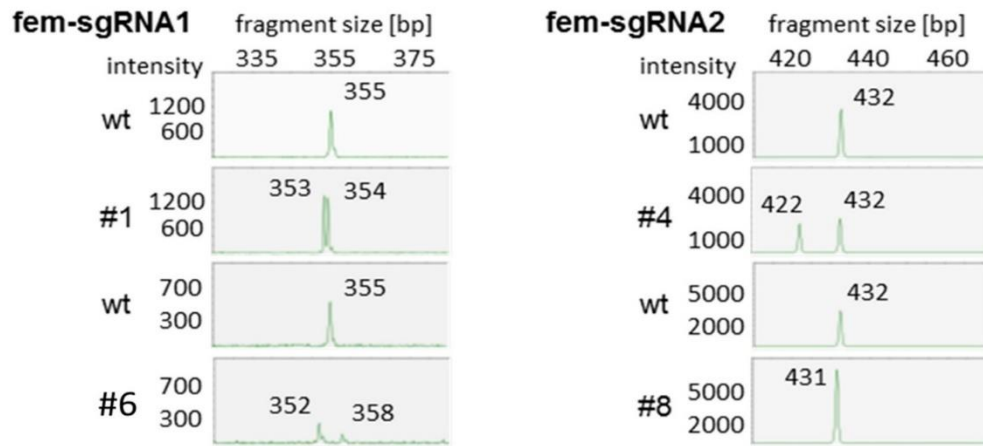 fem-sgRNA1 fragment size [bp]
335 355 375
intensity
wt 1200 600 355
#1 1200 600 353 354
wt 700 300 355
#6 700 300 352 358
fem-sgRNA2 fragment size [bp]
420 440 460
intensity
wt 4000 1000 432
#4 4000 1000 422 432
wt 5000 2000 432
#8 5000 2000 431